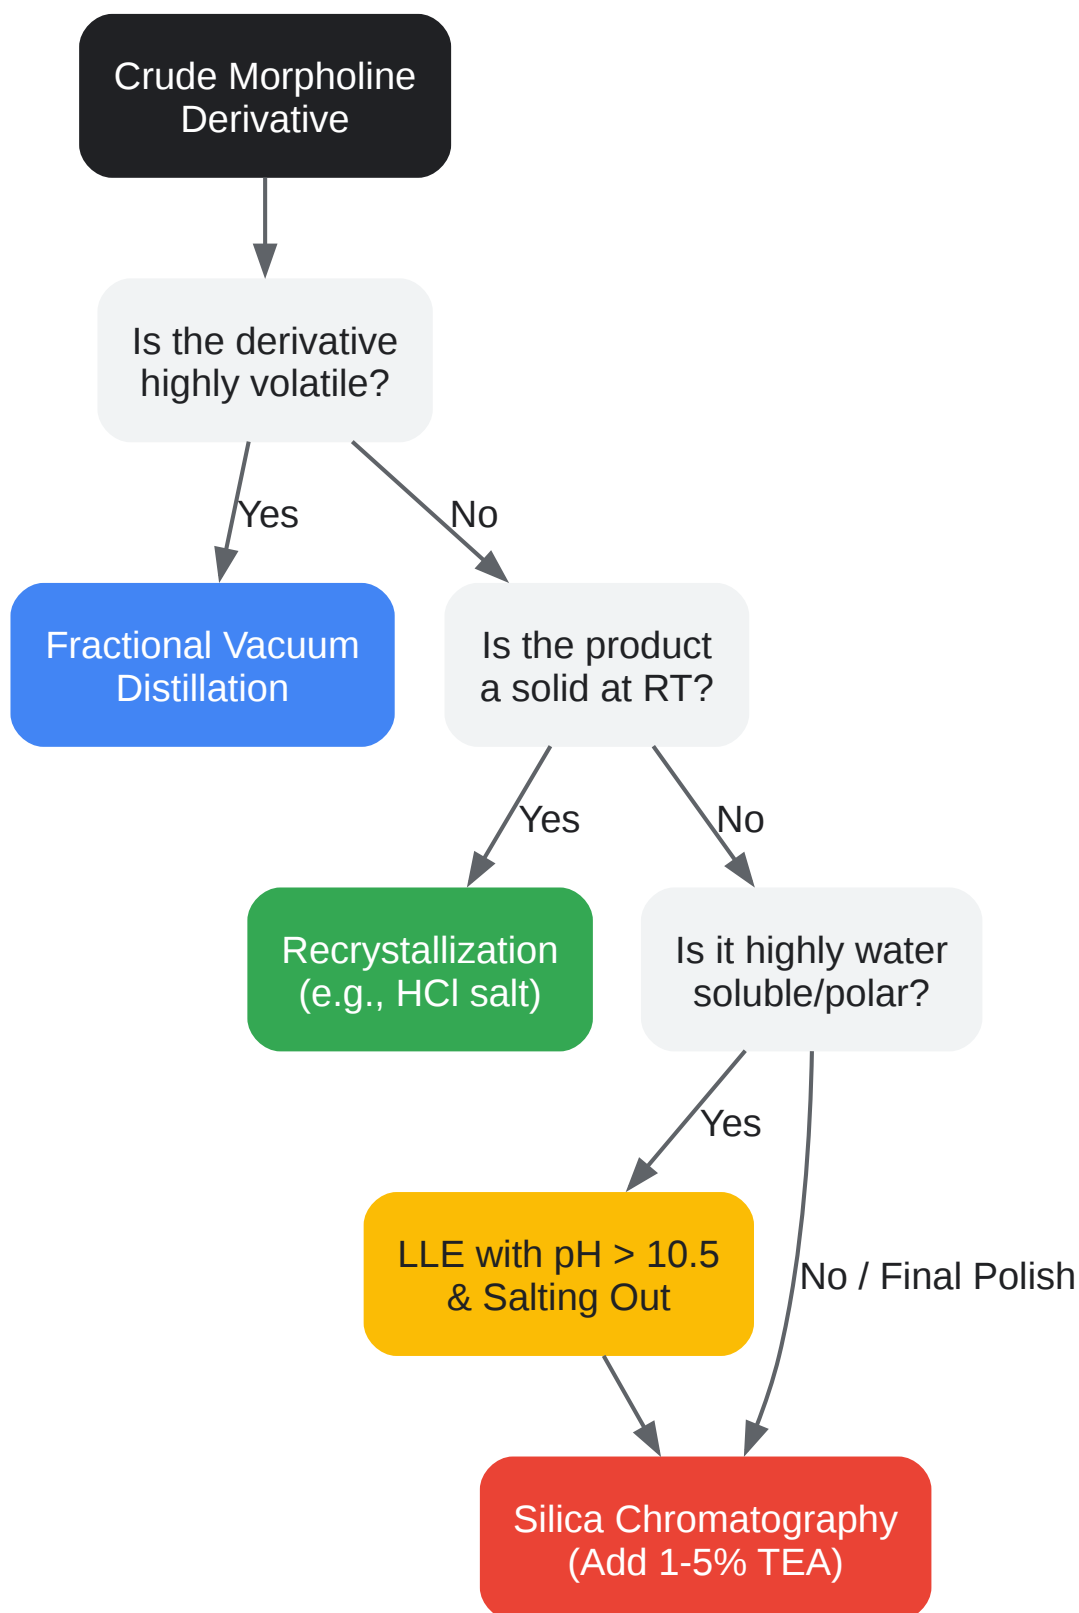 Crude Morpholine
Derivative
Is the derivative
highly volatile?
Yes
No
Fractional Vacuum
Distillation
Is the product
a solid at RT?
Yes
No
Recrystallization
(e.g., HCl salt)
Is it highly water
soluble/polar?
Yes
LLE with pH > 10.5
& Salting Out
No / Final Polish
Silica Chromatography
(Add 1-5% TEA)